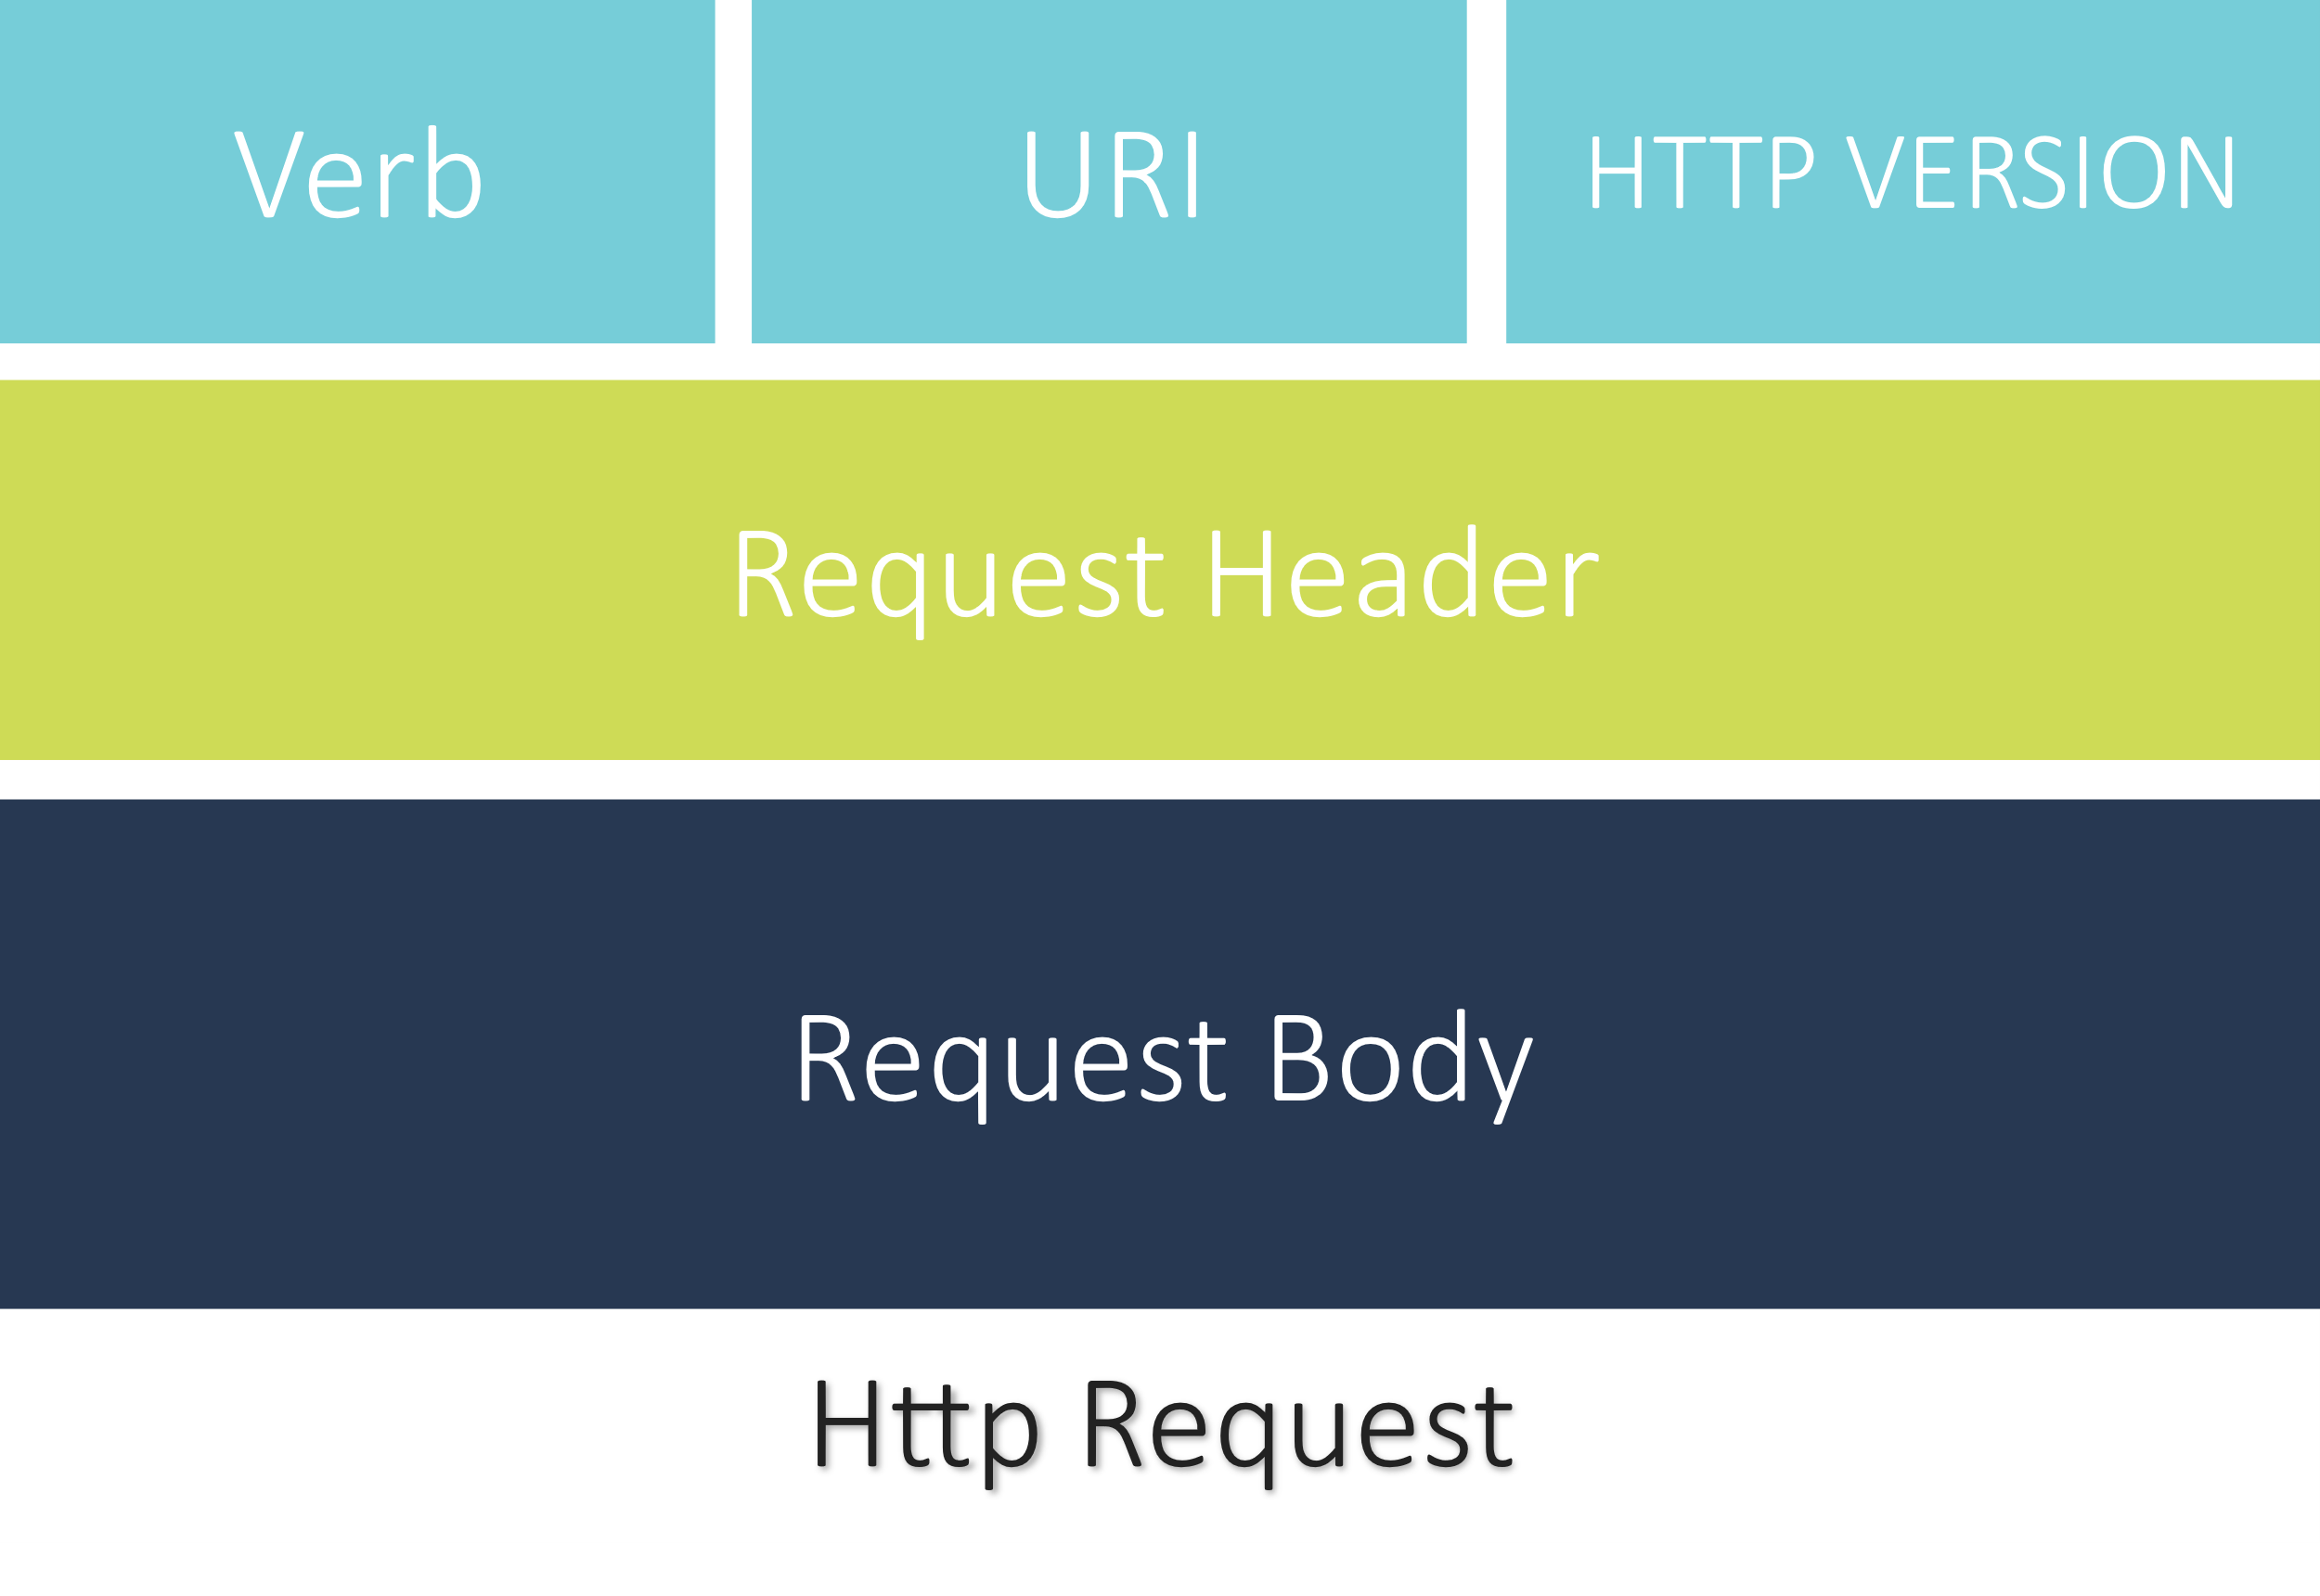 Verb
URI
HTTP VERSION
Request Header
Request Body
Http Request